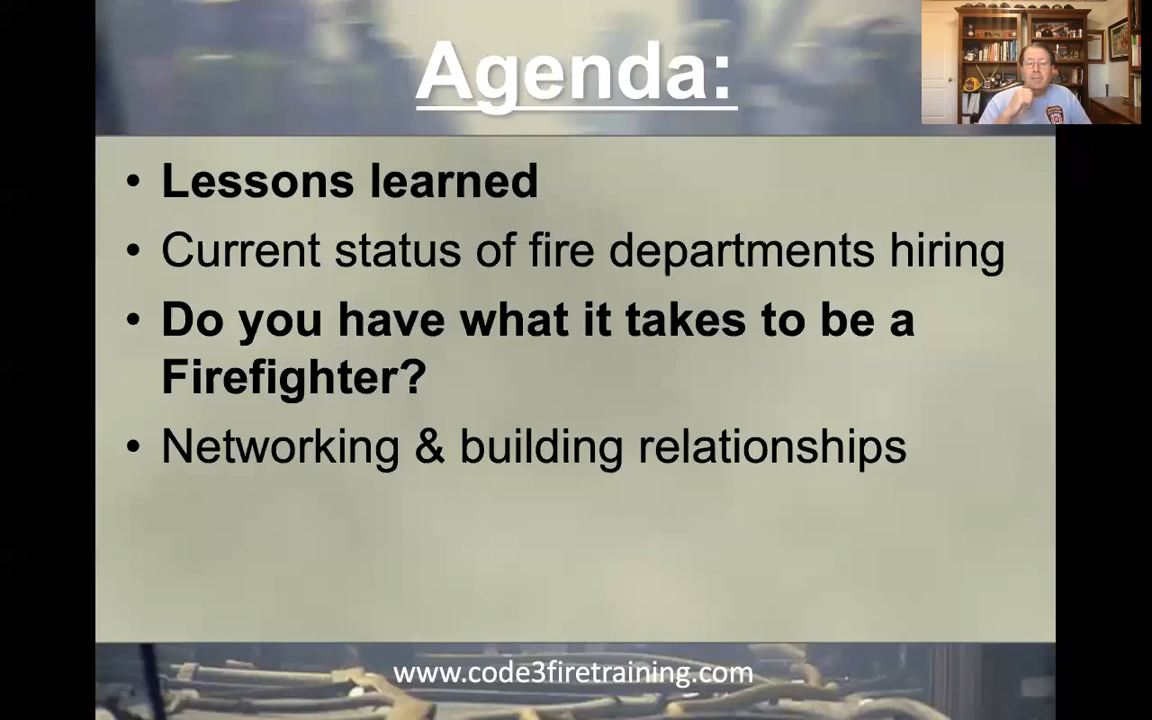 Agenda:
• Lessons learned
• Current status of fire departments hiring
• Do you have what it takes to be a
Firefighter?
• Networking & building relationships
www.code3firetraining.com